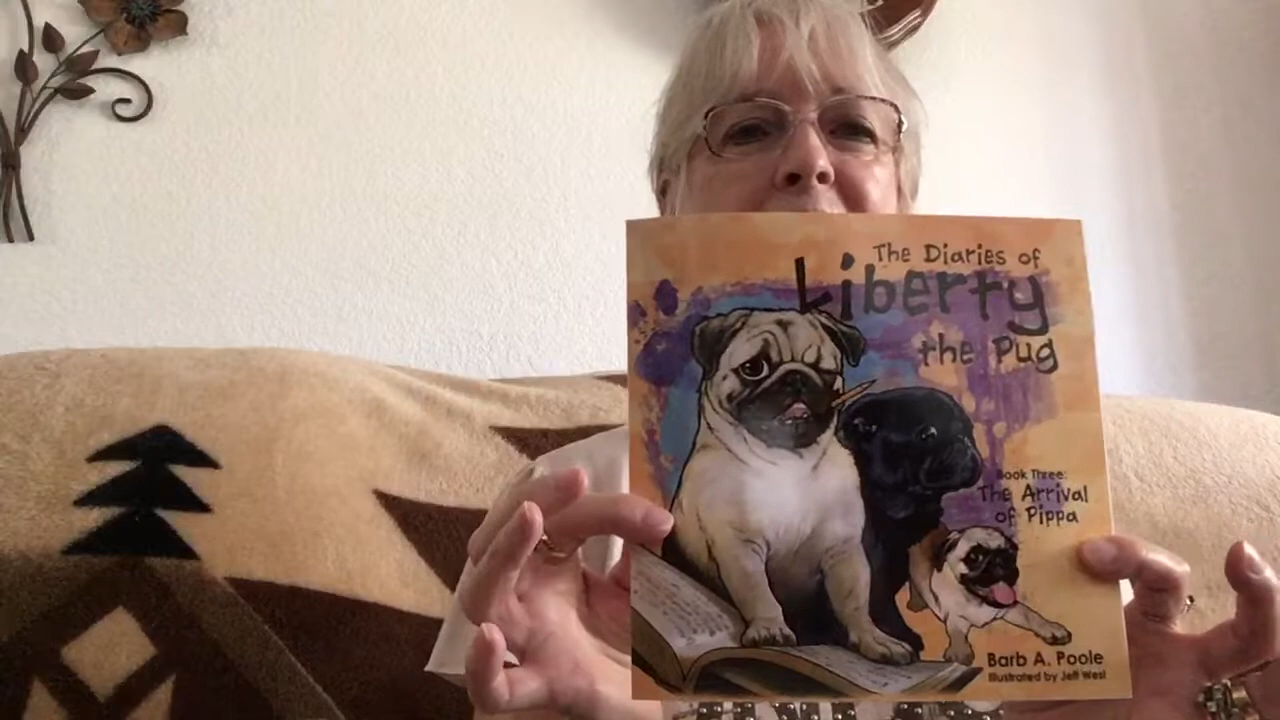 The Diaries of
Liberty
the Pug
Book Three:
The Arrival
of Pippa
Barb A. Poole
Illustrated by Jeff West